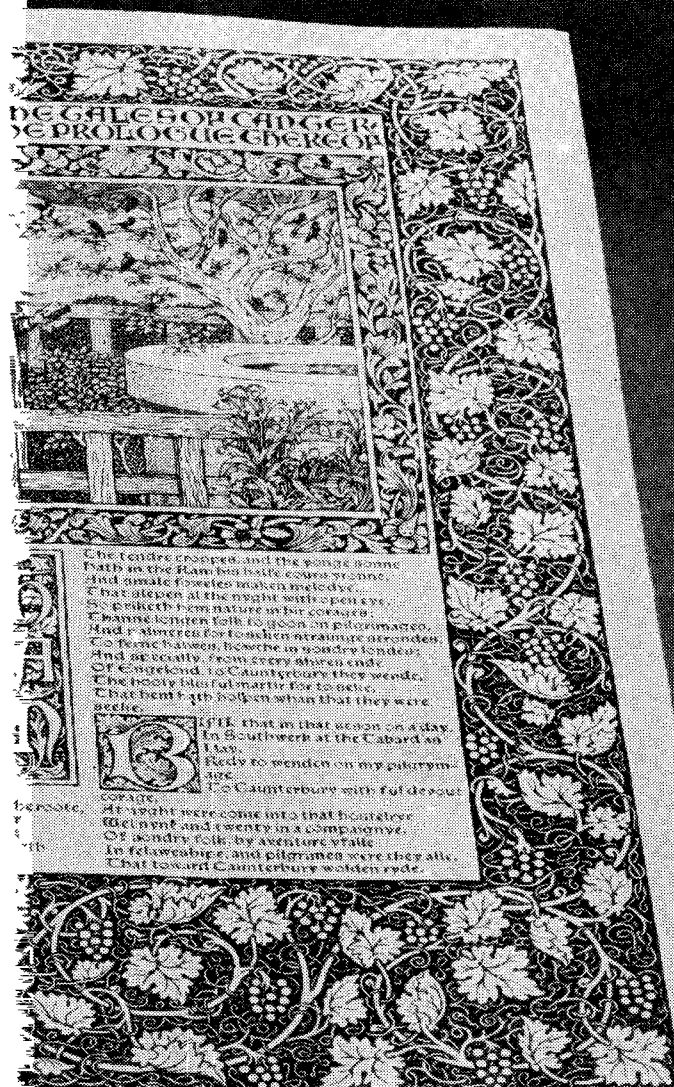 HE TALES OF CANTER,
HE PROLOGUE THEREOF
The tendre croppes, and the yonge sonne
Hath in the Ram his halfe cours yronne,
And smale foweles maken melodye,
That slepen al the nyght with open eye,
So priketh hem nature in hir corages;
Thanne longen folk to goon on pilgrimages,
And palmeres for to seken straunge strondes,
To ferne halwes, kowthe in sondry londes;
And specially, from every shires ende
Of Engelond, to Caunterbury they wende,
The hooly blisful martir for to seke,
That hem hath holpen whan that they were
seeke.
BIFIL that in that seson on a day,
In Southwerk at the Tabard as
I lay,
Redy to wenden on my pilgrym-
age
To Caunterbury with ful devout
corage,
At nyght were come into that hostelrye
Wel nyne and twenty in a compaignye,
Of sondry folk, by aventure yfalle
In felaweshipe, and pilgrimes were they alle,
That toward Caunterbury wolden ryde.
the roote,